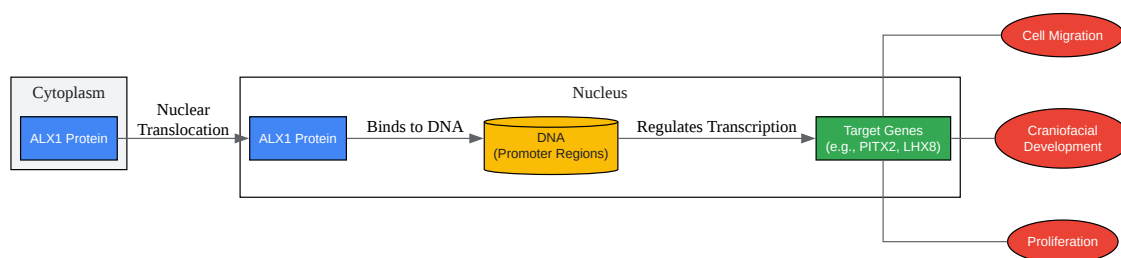 Cell Migration
Cytoplasm
Nucleus
Nuclear
Translocation
ALX1 Protein
ALX1 Protein
Binds to DNA
DNA
(Promoter Regions)
Regulates Transcription
Target Genes
(e.g., PITX2, LHX8)
Craniofacial
Development
Proliferation